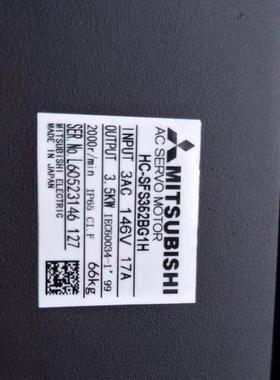 MITSUBISHI
AC SERVO MOTOR
HC-SFS352BG1H
INPUT 3AC 146V 17A
OUTPUT 3.5KW IEC60034-1' 99
2000r/min IP65 Cl.F 66kg
SER No L60523146 127
MITSUBISHI ELECTRIC
MADE IN JAPAN